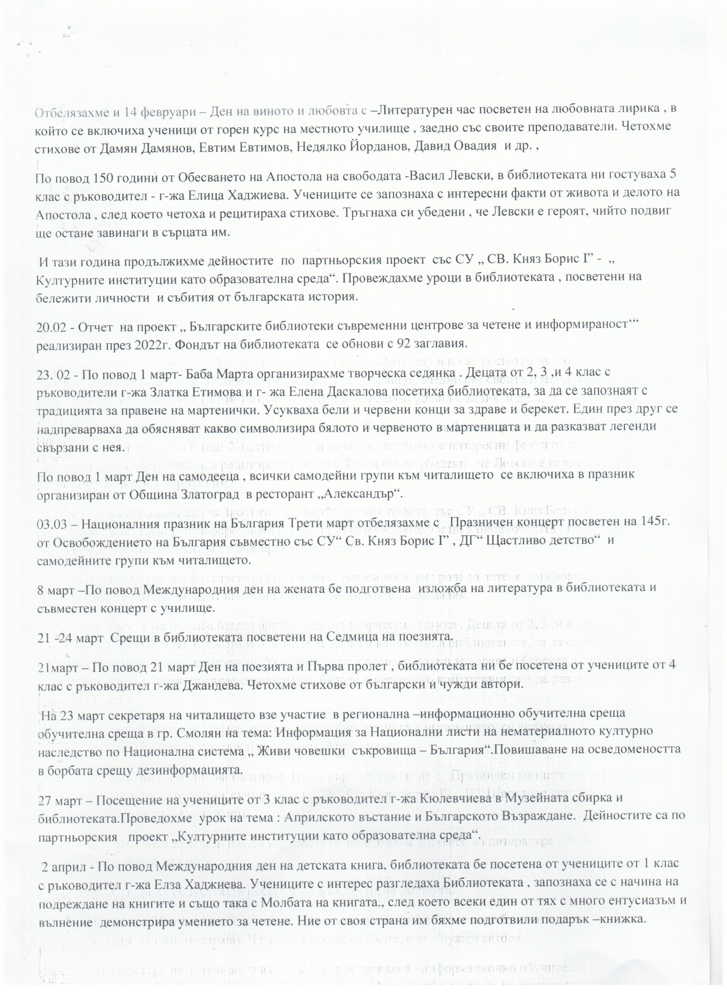 Отбелязахме и 14 февруари – Ден на виното и любовта с –Литературен час посветен на любовната лирика , в
който се включиха ученици от горен курс на местното училище , заедно със своите преподаватели. Четохме
стихове от Дамян Дамянов, Евтим Евтимов, Недялко Йорданов, Давид Овадия и др. ,
По повод 150 години от Обесването на Апостола на свободата -Васил Левски, в библиотеката ни гостуваха 5
клас с ръководител - г-жа Елица Хаджиева. Учениците се запознаха с интересни факти от живота и делото на
Апостола , след което четоха и рецитираха стихове. Тръгнаха си убедени , че Левски е героят, чийто подвиг
ще остане завинаги в сърцата им.
И тази година продължихме дейностите по партньорския проект със СУ „ СВ. Княз Борис I” - „
Културните институции като образователна среда“. Провеждахме уроци в библиотеката , посветени на
бележити личности и събития от българската история.
20.02 - Отчет на проект „ Българските библиотеки съвременни центрове за четене и информираност‘“
реализиран през 2022г. Фондът на библиотеката се обнови с 92 заглавия.
23. 02 - По повод 1 март- Баба Марта организирахме творческа седянка . Децата от 2, 3 ,и 4 клас с
ръководители г-жа Златка Етимова и г- жа Елена Даскалова посетиха библиотеката, за да се запознаят с
традицията за правене на мартенички. Усукваха бели и червени конци за здраве и берекет. Един през друг се
надпреварваха да обясняват какво символизира бялото и червеното в мартеницата и да разказват легенди
свързани с нея.
По повод 1 март Ден на самодееца , всички самодейни групи към читалището се включиха в празник
организиран от Община Златоград в ресторант „Александър“.
03.03 – Националния празник на България Трети март отбелязахме с Празничен концерт посветен на 145г.
от Освобождението на България съвместно със СУ“ Св. Княз Борис I” , ДГ“ Щастливо детство“ и
самодейните групи към читалището.
8 март –По повод Международния ден на жената бе подготвена изложба на литература в библиотеката и
съвместен концерт с училище.
21 -24 март Срещи в библиотеката посветени на Седмица на поезията.
21март – По повод 21 март Ден на поезията и Първа пролет , библиотеката ни бе посетена от учениците от 4
клас с ръководител г-жа Джандева. Четохме стихове от български и чужди автори.
На 23 март секретаря на читалището взе участие в регионална –информационно обучителна среща
обучителна среща в гр. Смолян на тема: Информация за Национални листи на нематериалното културно
наследство по Национална система „ Живи човешки съкровища – България“.Повишаване на осведомеността
в борбата срещу дезинформацията.
27 март – Посещение на учениците от 3 клас с ръководител г-жа Кюлевчиева в Музейната сбирка и
библиотеката.Проведохме урок на тема : Априлското въстание и Българското Възраждане. Дейностите са по
партньорския проект „Културните институции като образователна среда“.
2 април - По повод Международния ден на детската книга, библиотеката бе посетена от учениците от 1 клас
с ръководител г-жа Елза Хаджиева. Учениците с интерес разгледаха Библиотеката , запознаха се с начина на
подреждане на книгите и също така с Молбата на книгата., след което всеки един от тях с много ентусиазъм и
вълнение демонстрира умението за четене. Ние от своя страна им бяхме подготвили подарък –книжка.